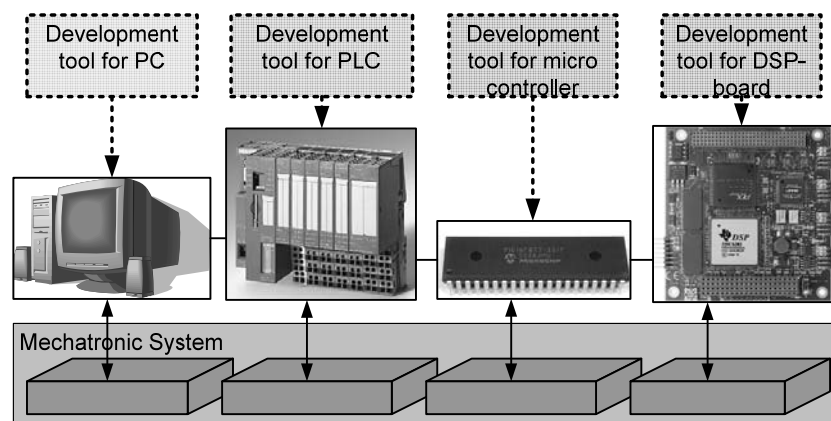 Development
tool for PC
Development
tool for PLC
Development
tool for micro
controller
Development
tool for DSP-
board
DSP
Mechatronic System